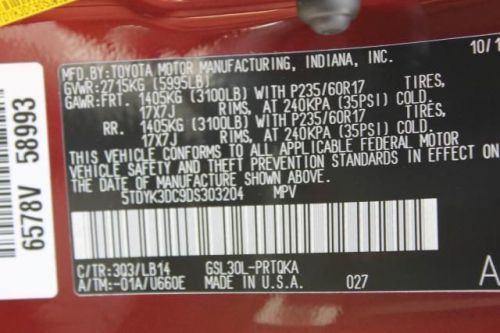 MFD.BY:TOYOTA MOTOR MANUFACTURING, INDIANA, INC. 10/1
GVWR: 2715KG (5995LB)
GAWR:FRT. 1405KG (3100LB) WITH P235/60R17 TIRES,
17X7J RIMS, AT 240KPA (35PSI) COLD.
RR. 1405KG (3100LB) WITH P235/60R17 TIRES,
17X7J RIMS, AT 240KPA (35PSI) COLD.
THIS VEHICLE CONFORMS TO ALL APPLICABLE FEDERAL MOTOR
VEHICLE SAFETY AND THEFT PREVENTION STANDARDS IN EFFECT ON
THE DATE OF MANUFACTURE SHOWN ABOVE.
5TDYK3DC9DS303204 MPV
C/TR: 3Q3/LB14 GSL30L-PRTQKA A
A/TM:-01A/U660E MADE IN U.S.A. 027
6578V 58993